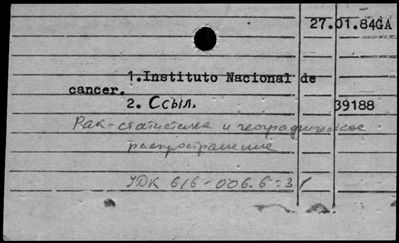 27.01.84GA
1.Instituto Nacional de
cancer.
2. Ссыл. 39188
Рак-статистика и географическое
распространение
УДК 616-006.6:31